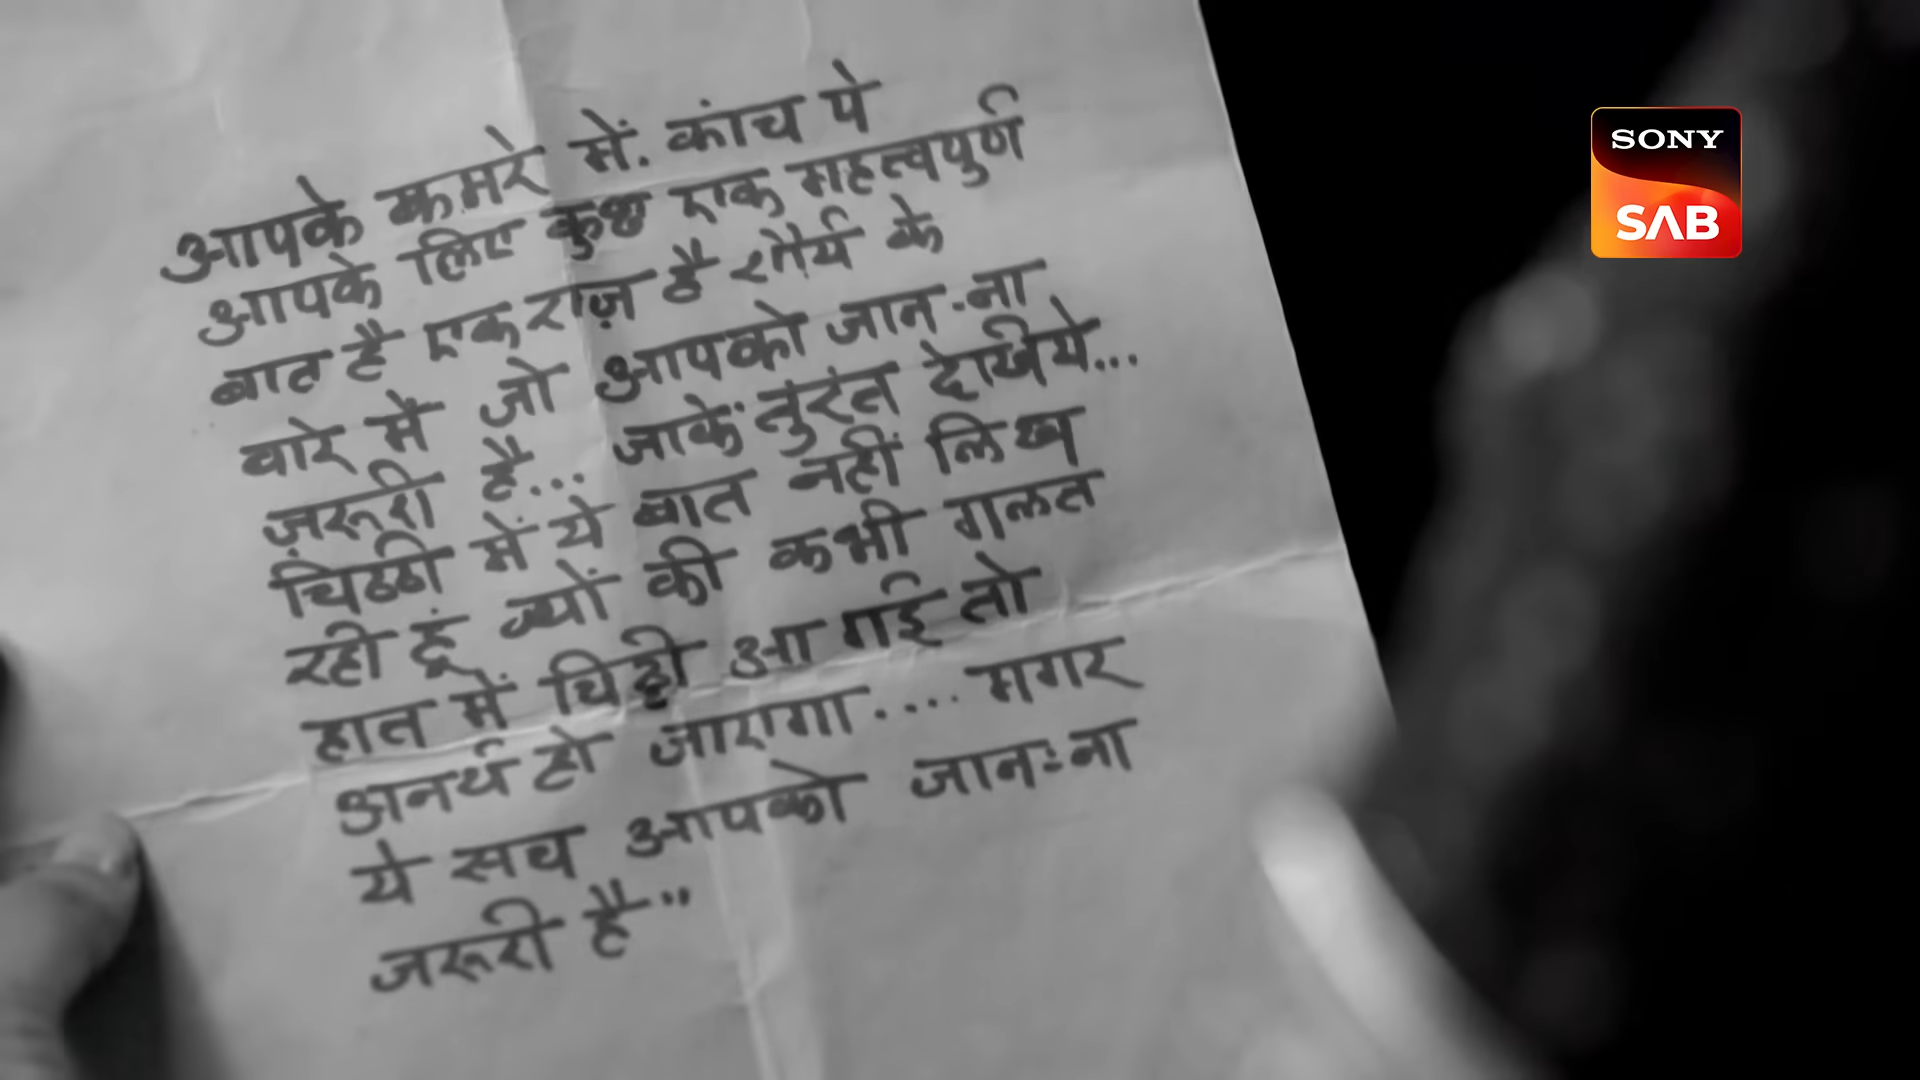 आपके कमरे में. कांच पे
आपके लिए कुछ एक महत्वपुर्ण
बात है एक राज़ है शौर्य के
बारे में जो आपको जान-ना
ज़रूरी है... जाके तुरंत देखिये...
चिठठी में ये बात नहीं लिख
रही हूं क्यों की कभी गलत
हात में चिठ्ठी आ गई तो
अनर्थ हो जाएगा.... मगर
ये सच आपको जान-ना
जरूरी है”
SONY
SAB